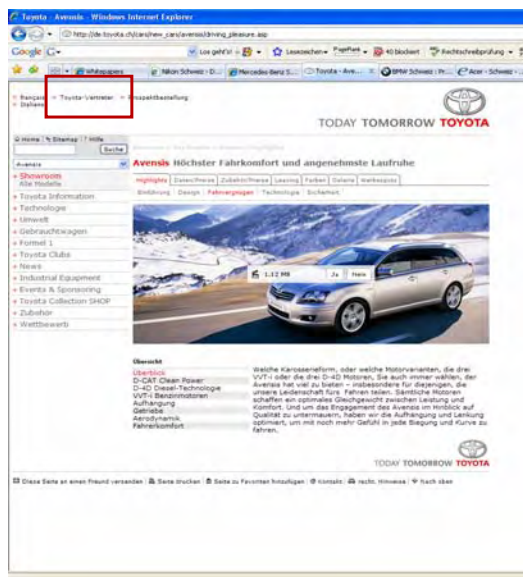 Toyota - Avensis - Windows Internet Explorer
http://de.toyota.ch/cars/new_cars/avensis/driving_pleasure.asp
Google
Los geht's!
Lesezeichen
PageRank
40 blockiert
Rechtschreibprüfung
Whitepapers
Nikon Schweiz - D...
Mercedes-Benz S...
Toyota - Ave...
BMW Schweiz : Pr...
Acer - Schweiz -
français
Toyota-Vertreter
Prospektbestellung
Italiano
TODAY TOMORROW TOYOTA
Home
Sitemap
Hilfe
Suche
Avensis
Avensis Höchster Fahrkomfort und angenehmste Laufruhe
Showroom
Alle Modelle
Highlights
Daten/Preise
Zubehör/Preise
Leasing
Farben
Galerie
Einführung
Design
Fahrvergnügen
Technologie
Sicherheit
Toyota Information
Technologie
Umwelt
Gebrauchtwagen
Formel 1
Toyota Clubs
News
Industrial Equipment
Events & Sponsoring
Toyota Collection SHOP
Zubehör
Wettbewerb
1.12 MB
Ja
Nein
Übersicht
Überblick
D-CAT Clean Power
D-4D Diesel-Technologie
VVT-i Benzinmotoren
Aufhängung
Getriebe
Aerodynamik
Fahrerkomfort
Welche Karosserieform, oder welche Motorvarianten, die drei
VVT-i oder die drei D-4D Motoren, Sie auch immer wählen, der
Avensis hat viel zu bieten – insbesondere für diejenigen, die
unsere Leidenschaft fürs Fahren teilen. Sämtliche Motoren
schaffen ein optimales Gleichgewicht zwischen Leistung und
Komfort. Und um das Engagement des Avensis im Hinblick auf
Qualität zu untermauern, haben wir die Aufhängung und Lenkung
optimiert, um mit noch mehr Gefühl in jede Biegung und Kurve zu
fahren.
TODAY TOMORROW TOYOTA
Diese Seite an einen Freund versenden
Seite drucken
Seite zu Favoriten hinzufügen
Kontakt
recht. Hinweise
Nach oben